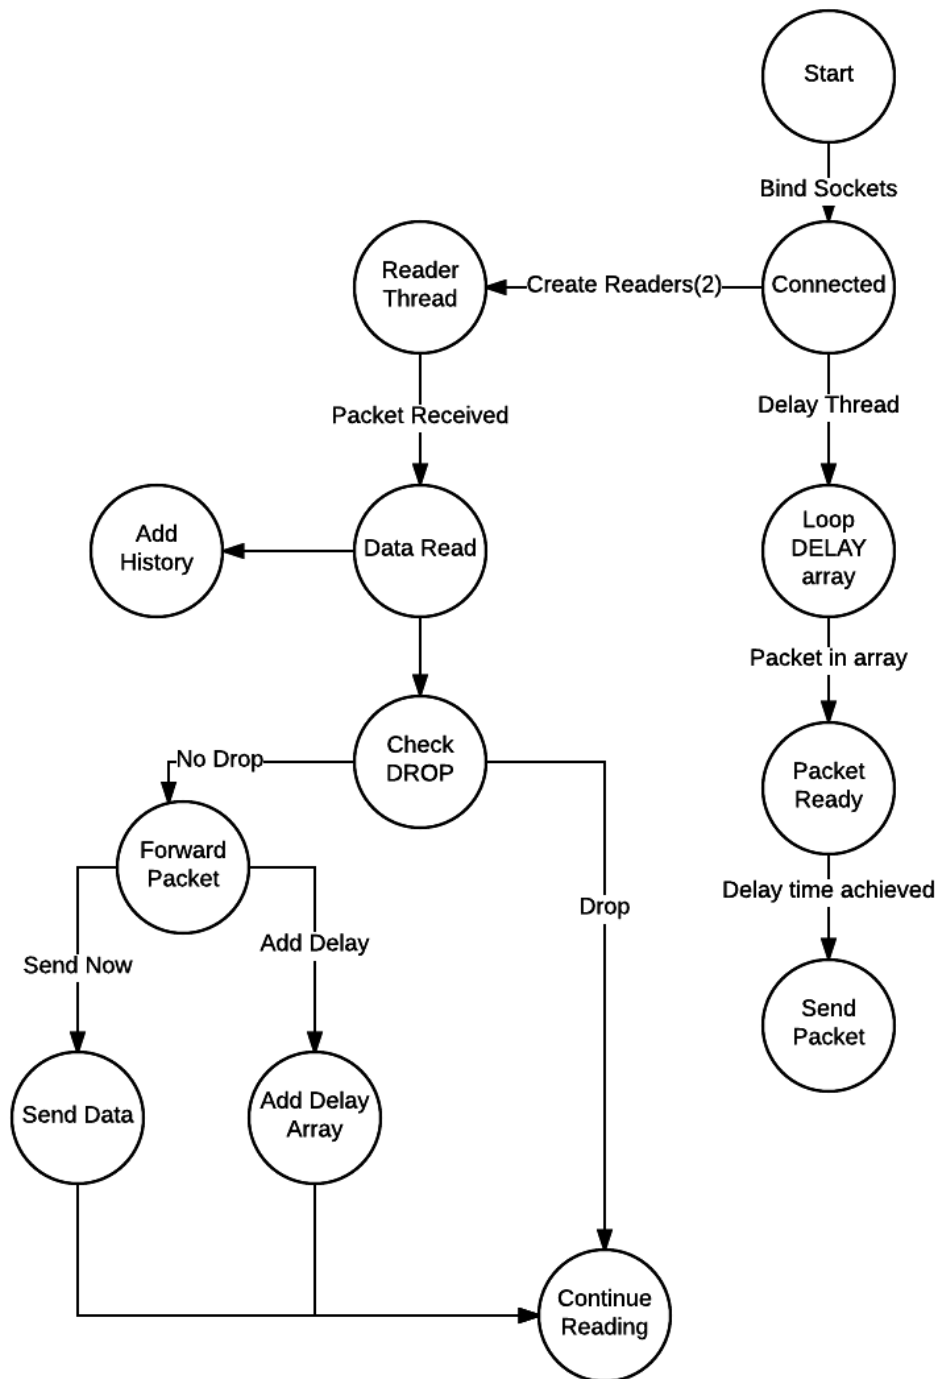 Start
Bind Sockets
Reader
Thread
Create Readers(2)
Connected
Packet Received
Delay Thread
Add
History
Data Read
Loop
DELAY
array
Packet in array
No Drop
Check
DROP
Packet
Ready
Forward
Packet
Drop
Delay time achieved
Send Now
Add Delay
Send
Packet
Send Data
Add Delay
Array
Continue
Reading